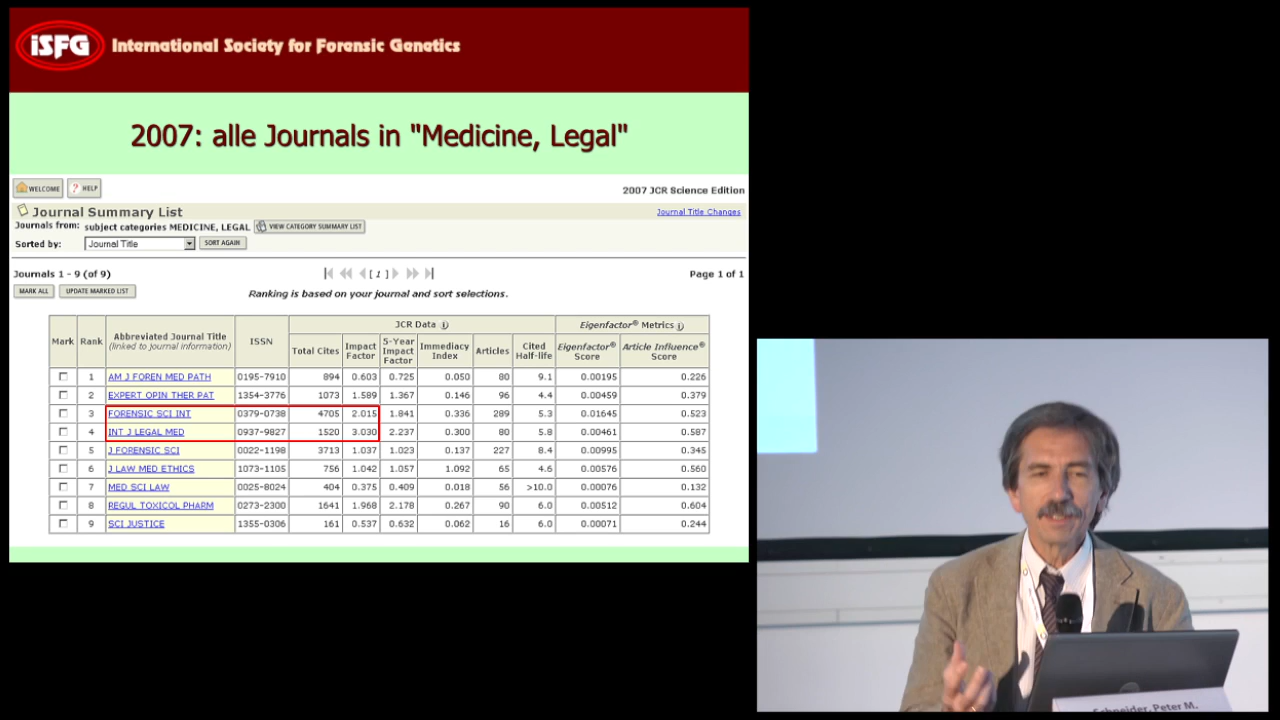 iSFG International Society for Forensic Genetics
2007: alle Journals in "Medicine, Legal"
WELCOME ? HELP
2007 JCR Science Edition
Journal Summary List
Journal Title Changes
Journals from: subject categories MEDICINE, LEGAL VIEW CATEGORY SUMMARY LIST
Sorted by: Journal Title SORT AGAIN
Journals 1 - 9 (of 9)
[ 1 ]
Page 1 of 1
MARK ALL UPDATE MARKED LIST
Ranking is based on your journal and sort selections.
Mark Rank Abbreviated Journal Title (linked to journal information) ISSN JCR Data i Eigenfactor® Metrics i
Total Cites Impact Factor 5-Year Impact Factor Immediacy Index Articles Cited Half-life Eigenfactor® Score Article Influence® Score
1 AM J FOREN MED PATH 0195-7910 894 0.603 0.725 0.050 80 9.1 0.00195 0.226
2 EXPERT OPIN THER PAT 1354-3776 1073 1.589 1.367 0.146 96 4.4 0.00459 0.379
3 FORENSIC SCI INT 0379-0738 4705 2.015 1.841 0.336 289 5.3 0.01645 0.523
4 INT J LEGAL MED 0937-9827 1520 3.030 2.237 0.300 80 5.8 0.00461 0.587
5 J FORENSIC SCI 0022-1198 3713 1.037 1.023 0.137 227 8.4 0.00995 0.345
6 J LAW MED ETHICS 1073-1105 756 1.042 1.057 1.092 65 4.6 0.00576 0.560
7 MED SCI LAW 0025-8024 404 0.375 0.409 0.018 56 >10.0 0.00076 0.132
8 REGUL TOXICOL PHARM 0273-2300 1641 1.968 2.178 0.267 90 6.0 0.00512 0.604
9 SCI JUSTICE 1355-0306 161 0.537 0.632 0.062 16 6.0 0.00071 0.244
Schneider, Peter M.